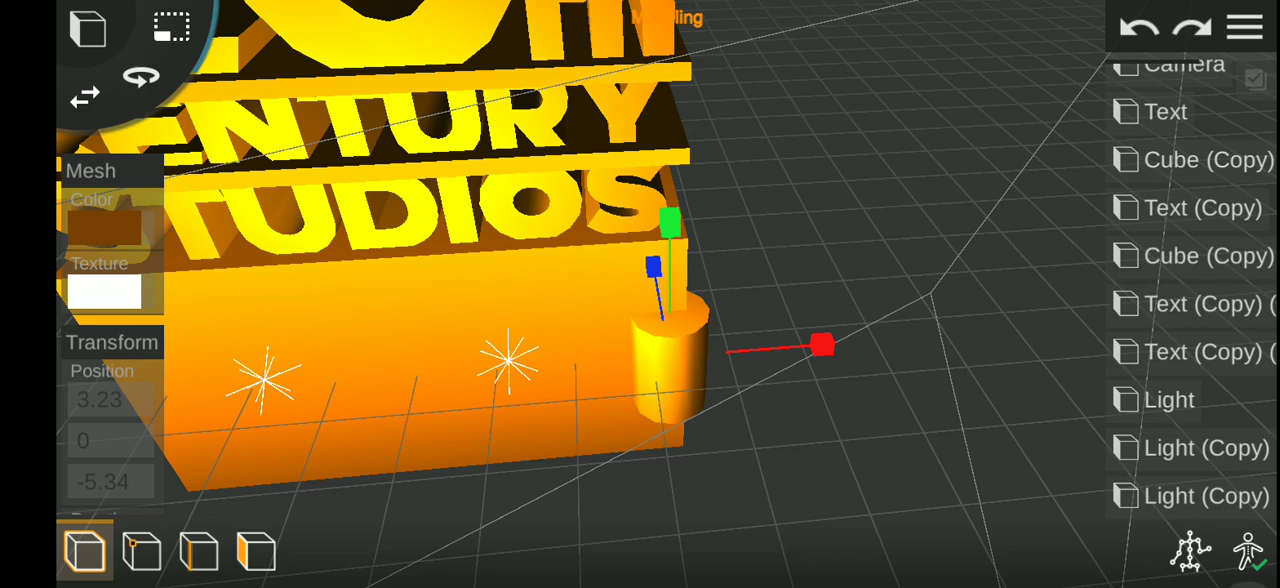 Modeling
TH
ENTURY
STUDIOS
Mesh
Color
Texture
Transform
Position
3.23
0
-5.34
Camera
Text
Cube (Copy)
Text (Copy)
Cube (Copy)
Text (Copy) (
Text (Copy) (
Light
Light (Copy)
Light (Copy)